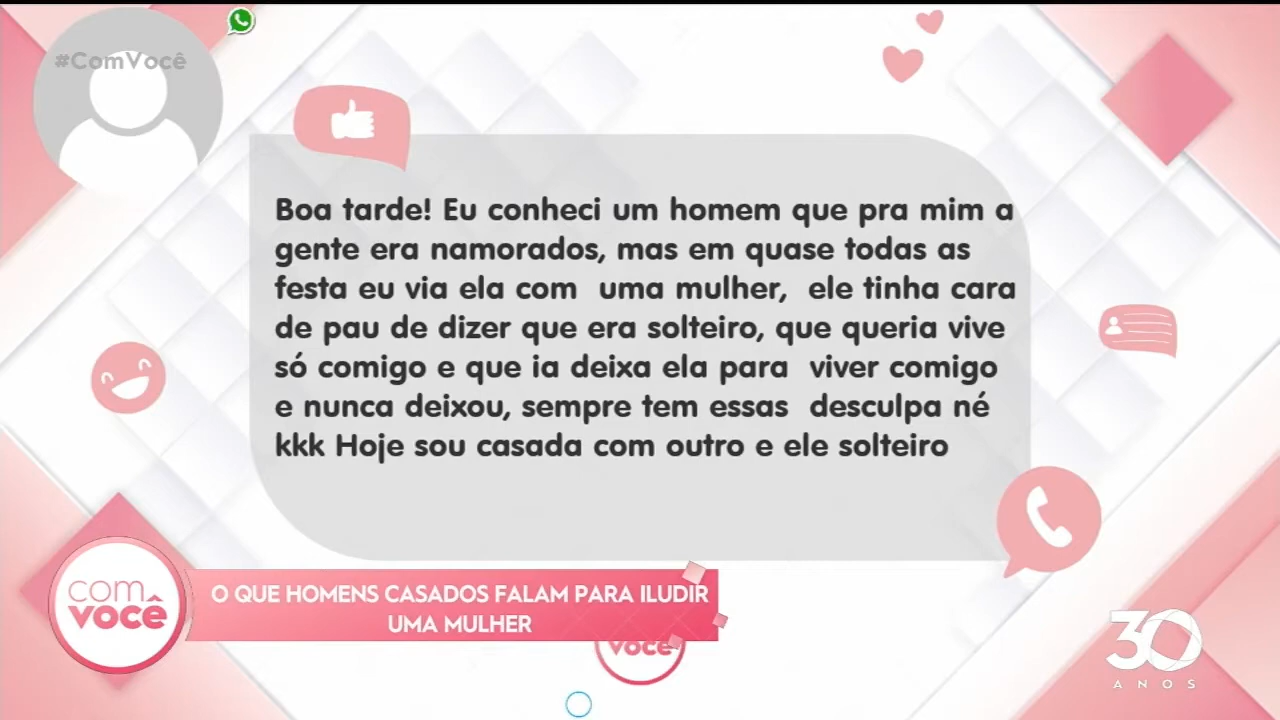 #ComVocê
Boa tarde! Eu conheci um homem que pra mim a
gente era namorados, mas em quase todas as
festa eu via ela com uma mulher, ele tinha cara
de pau de dizer que era solteiro, que queria vive
só comigo e que ia deixa ela para viver comigo
e nunca deixou, sempre tem essas desculpa né
kkk Hoje sou casada com outro e ele solteiro
com
você
O QUE HOMENS CASADOS FALAM PARA ILUDIR
UMA MULHER
você
30
ANOS